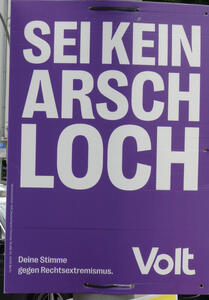 SEI KEIN
ARSCH
LOCH
Deine Stimme
gegen Rechtsextremismus.
Volt